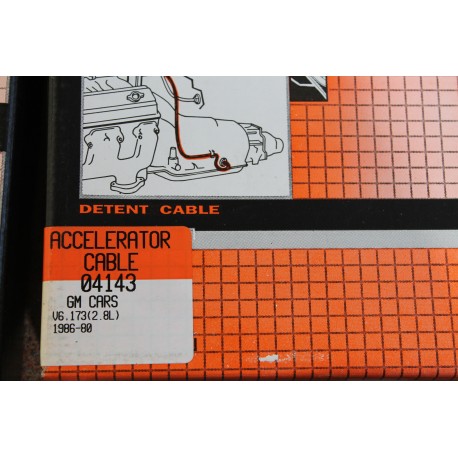 DETENT CABLE
ACCELERATOR
CABLE
04143
GM CARS
V6.173(2.8L)
1986-80